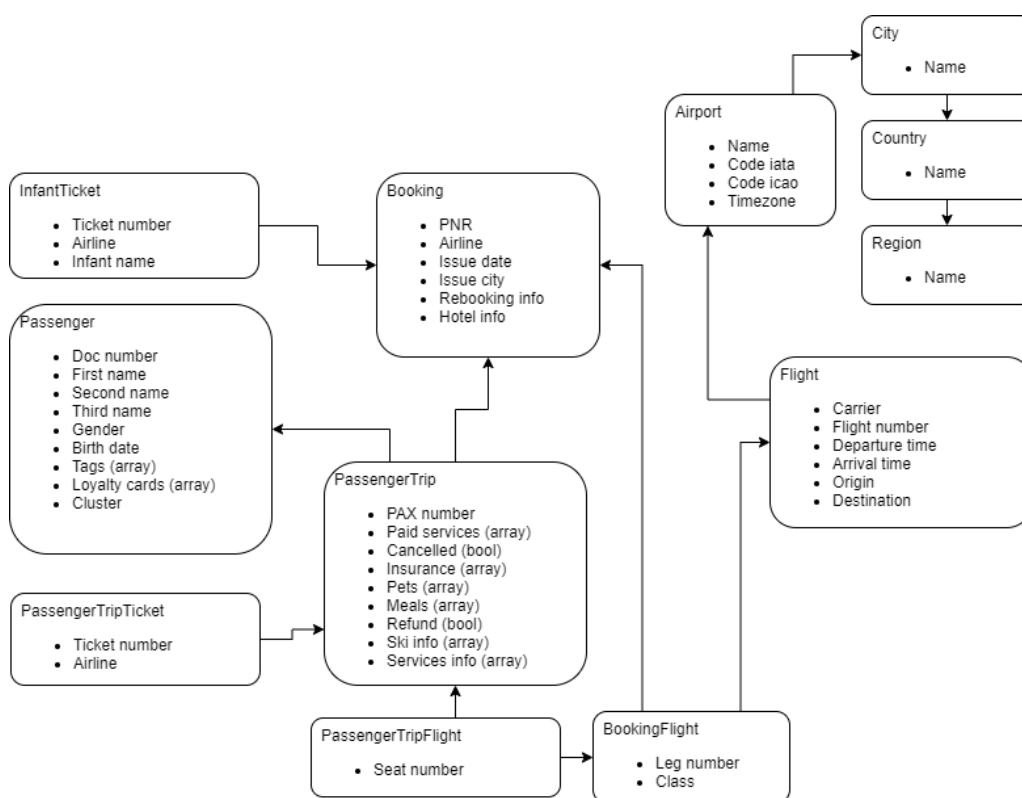 City
Name
Airport
Name
Code iata
Code icao
Timezone
Country
Name
Region
Name
InfantTicket
Ticket number
Airline
Infant name
Booking
PNR
Airline
Issue date
Issue city
Rebooking info
Hotel info
Passenger
Doc number
First name
Second name
Third name
Gender
Birth date
Tags (array)
Loyalty cards (array)
Cluster
Flight
Carrier
Flight number
Departure time
Arrival time
Origin
Destination
PassengerTrip
PAX number
Paid services (array)
Cancelled (bool)
Insurance (array)
Pets (array)
Meals (array)
Refund (bool)
Ski info (array)
Services info (array)
PassengerTripTicket
Ticket number
Airline
PassengerTripFlight
Seat number
BookingFlight
Leg number
Class